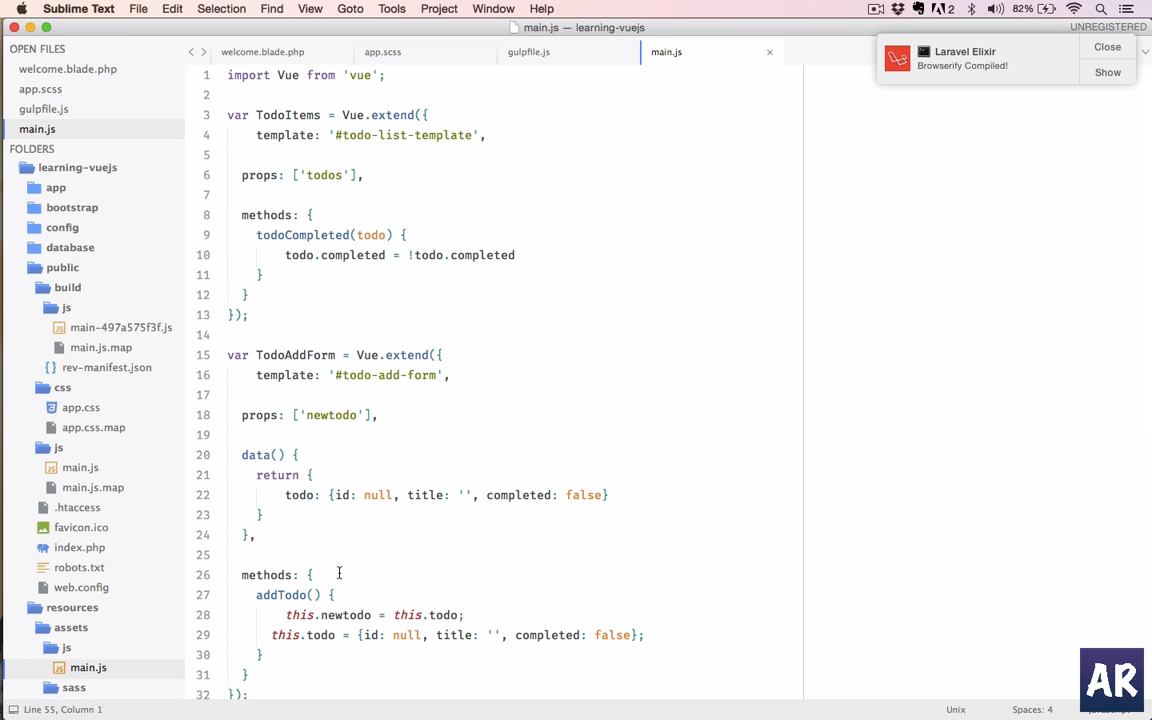 Sublime Text File Edit Selection Find View Goto Tools Project Window Help 2 82%
main.js — learning-vuejs UNREGISTERED
OPEN FILES
welcome.blade.php
app.scss
gulpfile.js
main.js
FOLDERS
learning-vuejs
app
bootstrap
config
database
public
build
js
main-497a575f3f.js
main.js.map
rev-manifest.json
css
app.css
app.css.map
js
main.js
main.js.map
.htaccess
favicon.ico
index.php
robots.txt
web.config
resources
assets
js
main.js
sass
welcome.blade.php app.scss gulpfile.js main.js
1 import Vue from 'vue';
2
3 var TodoItems = Vue.extend({
4 template: '#todo-list-template',
5
6 props: ['todos'],
7
8 methods: {
9 todoCompleted(todo) {
10 todo.completed = !todo.completed
11 }
12 }
13 });
14
15 var TodoAddForm = Vue.extend({
16 template: '#todo-add-form',
17
18 props: ['newtodo'],
19
20 data() {
21 return {
22 todo: {id: null, title: '', completed: false}
23 }
24 },
25
26 methods: {
27 addTodo() {
28 this.newtodo = this.todo;
29 this.todo = {id: null, title: '', completed: false};
30 }
31 }
32 });
Laravel Elixir
Browserify Compiled!
Close
Show
Line 55, Column 1 Unix Spaces: 4
AR